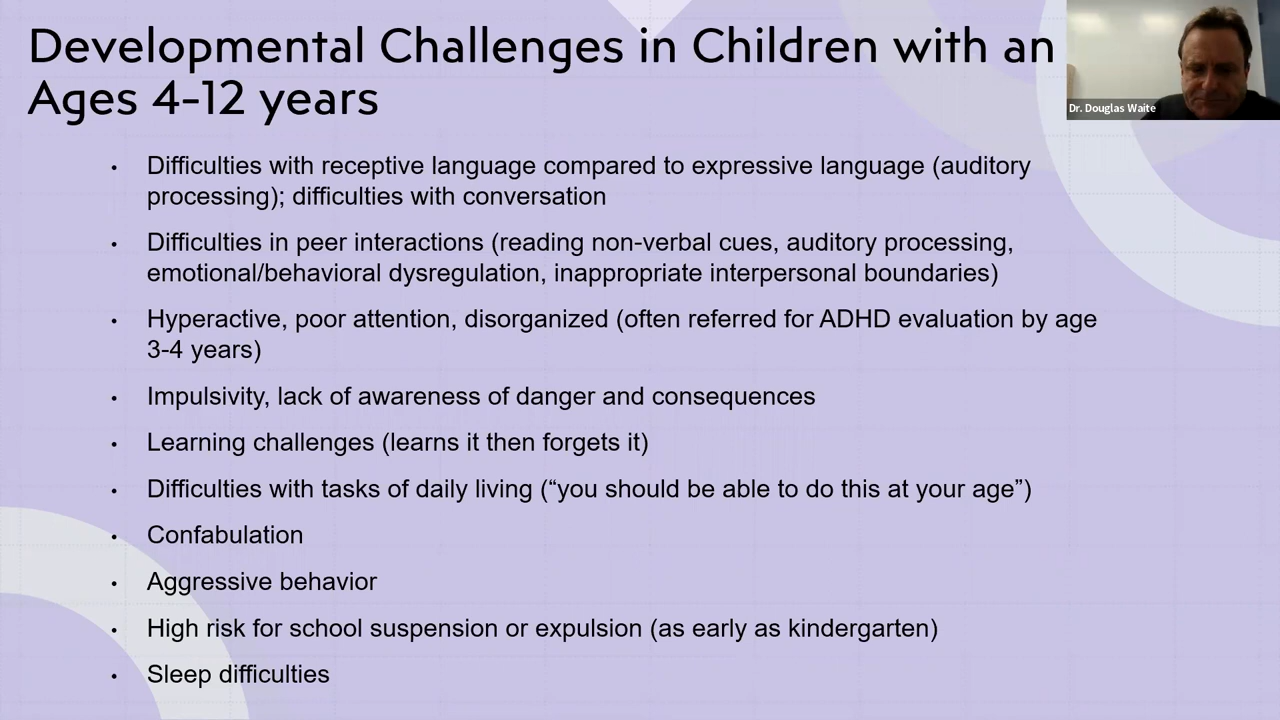 Developmental Challenges in Children with an
Ages 4-12 years
Dr. Douglas Waite
• Difficulties with receptive language compared to expressive language (auditory
processing); difficulties with conversation
• Difficulties in peer interactions (reading non-verbal cues, auditory processing,
emotional/behavioral dysregulation, inappropriate interpersonal boundaries)
• Hyperactive, poor attention, disorganized (often referred for ADHD evaluation by age
3-4 years)
• Impulsivity, lack of awareness of danger and consequences
• Learning challenges (learns it then forgets it)
• Difficulties with tasks of daily living (“you should be able to do this at your age”)
• Confabulation
• Aggressive behavior
• High risk for school suspension or expulsion (as early as kindergarten)
• Sleep difficulties